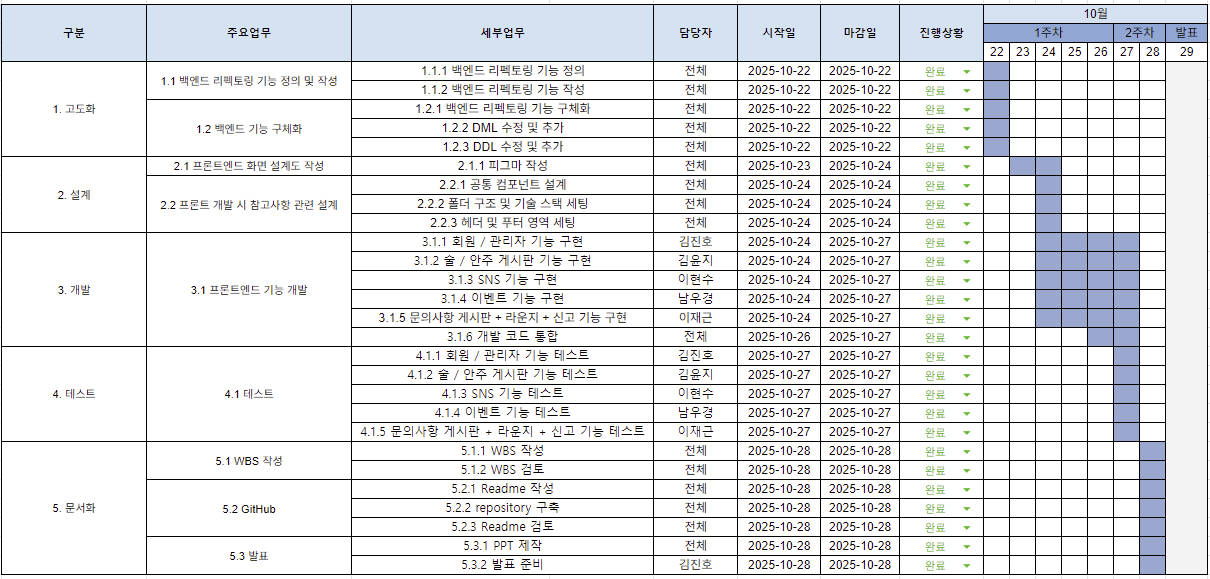 구분 주요업무 세부업무 담당자 시작일 마감일 진행상황 10월
1주차 2주차 발표
22 23 24 25 26 27 28 29
1. 고도화 1.1 백엔드 리펙토링 기능 정의 및 작성 1.1.1 백엔드 리펙토링 기능 정의 전체 2025-10-22 2025-10-22 완료
1.1.2 백엔드 리펙토링 기능 작성 전체 2025-10-22 2025-10-22 완료
1.2 백엔드 기능 구체화 1.2.1 백엔드 리펙토링 기능 구체화 전체 2025-10-22 2025-10-22 완료
1.2.2 DML 수정 및 추가 전체 2025-10-22 2025-10-22 완료
1.2.3 DDL 수정 및 추가 전체 2025-10-22 2025-10-22 완료
2. 설계 2.1 프론트엔드 화면 설계도 작성 2.1.1 피그마 작성 전체 2025-10-23 2025-10-24 완료
2.2 프론트 개발 시 참고사항 관련 설계 2.2.1 공통 컴포넌트 설계 전체 2025-10-24 2025-10-24 완료
2.2.2 폴더 구조 및 기술 스택 세팅 전체 2025-10-24 2025-10-24 완료
2.2.3 헤더 및 푸터 영역 세팅 전체 2025-10-24 2025-10-24 완료
3. 개발 3.1 프론트엔드 기능 개발 3.1.1 회원 / 관리자 기능 구현 김진호 2025-10-24 2025-10-27 완료
3.1.2 술 / 안주 게시판 기능 구현 김윤지 2025-10-24 2025-10-27 완료
3.1.3 SNS 기능 구현 이현수 2025-10-24 2025-10-27 완료
3.1.4 이벤트 기능 구현 남우경 2025-10-24 2025-10-27 완료
3.1.5 문의사항 게시판 + 라운지 + 신고 기능 구현 이재근 2025-10-24 2025-10-27 완료
3.1.6 개발 코드 통합 전체 2025-10-26 2025-10-27 완료
4. 테스트 4.1 테스트 4.1.1 회원 / 관리자 기능 테스트 김진호 2025-10-27 2025-10-27 완료
4.1.2 술 / 안주 게시판 기능 테스트 김윤지 2025-10-27 2025-10-27 완료
4.1.3 SNS 기능 테스트 이현수 2025-10-27 2025-10-27 완료
4.1.4 이벤트 기능 테스트 남우경 2025-10-27 2025-10-27 완료
4.1.5 문의사항 게시판 + 라운지 + 신고 기능 테스트 이재근 2025-10-27 2025-10-27 완료
5. 문서화 5.1 WBS 작성 5.1.1 WBS 작성 전체 2025-10-28 2025-10-28 완료
5.1.2 WBS 검토 전체 2025-10-28 2025-10-28 완료
5.2 GitHub 5.2.1 Readme 작성 전체 2025-10-28 2025-10-28 완료
5.2.2 repository 구축 전체 2025-10-28 2025-10-28 완료
5.2.3 Readme 검토 전체 2025-10-28 2025-10-28 완료
5.3 발표 5.3.1 PPT 제작 전체 2025-10-28 2025-10-28 완료
5.3.2 발표 준비 김진호 2025-10-28 2025-10-28 완료